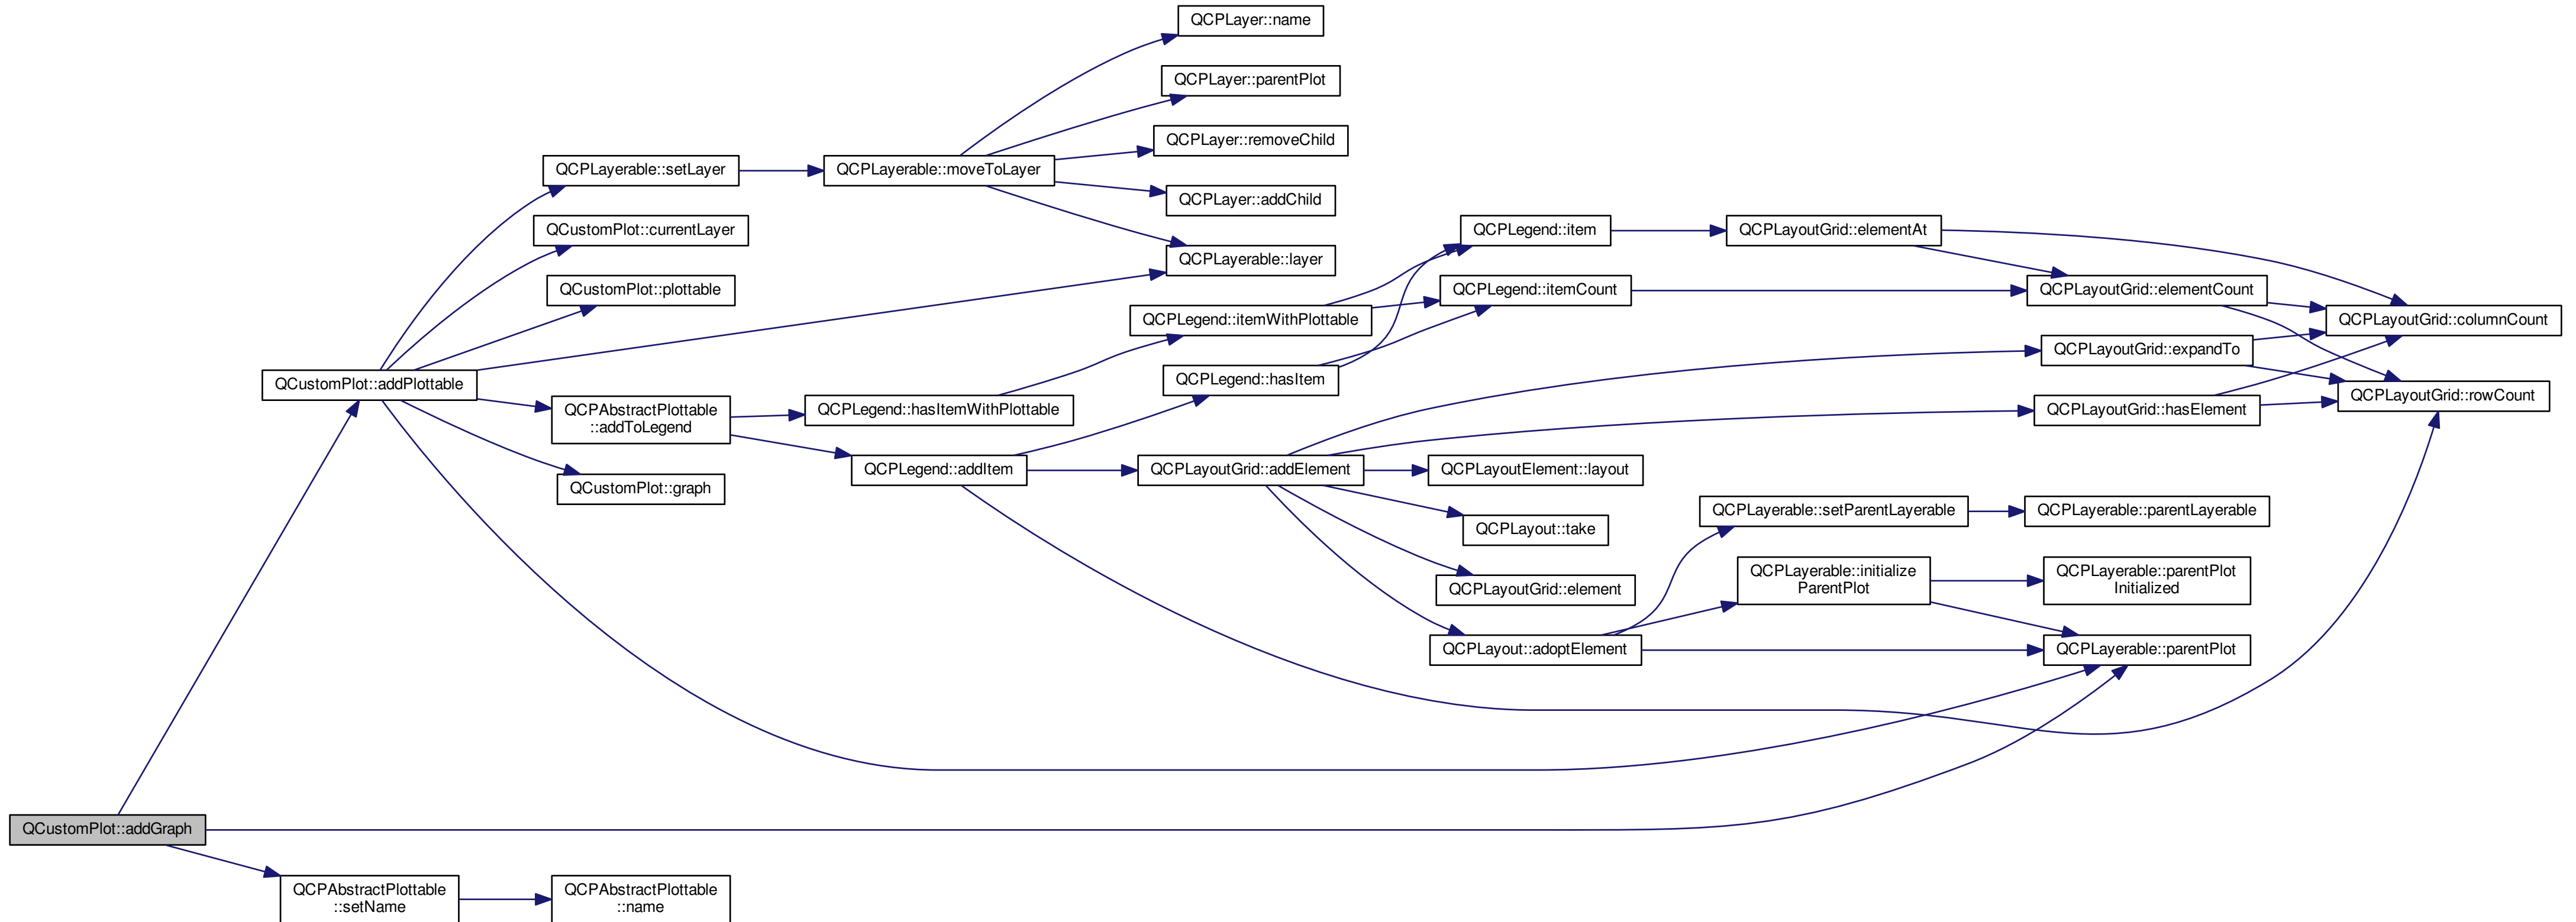 QCPLayer::name
QCPLayer::parentPlot
QCPLayer::removeChild
QCPLayerable::setLayer
QCPLayerable::moveToLayer
QCPLayer::addChild
QCustomPlot::currentLayer
QCPLegend::item
QCPLayoutGrid::elementAt
QCPLayerable::layer
QCustomPlot::plottable
QCPLegend::itemCount
QCPLayoutGrid::elementCount
QCPLegend::itemWithPlottable
QCPLayoutGrid::columnCount
QCPLayoutGrid::expandTo
QCustomPlot::addPlottable
QCPLegend::hasItem
QCPLayoutGrid::rowCount
QCPAbstractPlottable
::addToLegend
QCPLegend::hasItemWithPlottable
QCPLayoutGrid::hasElement
QCPLegend::addItem
QCPLayoutGrid::addElement
QCPLayoutElement::layout
QCustomPlot::graph
QCPLayerable::setParentLayerable
QCPLayerable::parentLayerable
QCPLayout::take
QCPLayerable::initialize
ParentPlot
QCPLayerable::parentPlot
Initialized
QCPLayoutGrid::element
QCPLayout::adoptElement
QCPLayerable::parentPlot
QCustomPlot::addGraph
QCPAbstractPlottable
::setName
QCPAbstractPlottable
::name